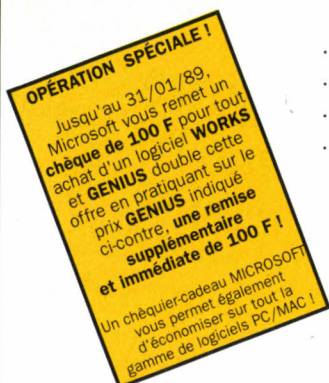 OPÉRATION SPÉCIALE !
Jusqu'au 31/01/89,
Microsoft vous remet un
chèque de 100 F pour tout
achat d'un logiciel WORKS
et GENIUS double cette
offre en pratiquant sur le
prix GENIUS indiqué
ci-contre, une remise
supplémentaire
et immédiate de 100 F !
Un chèquier-cadeau MICROSOFT
vous permet également
d'économiser sur tout la
gamme de logiciels PC/MAC !